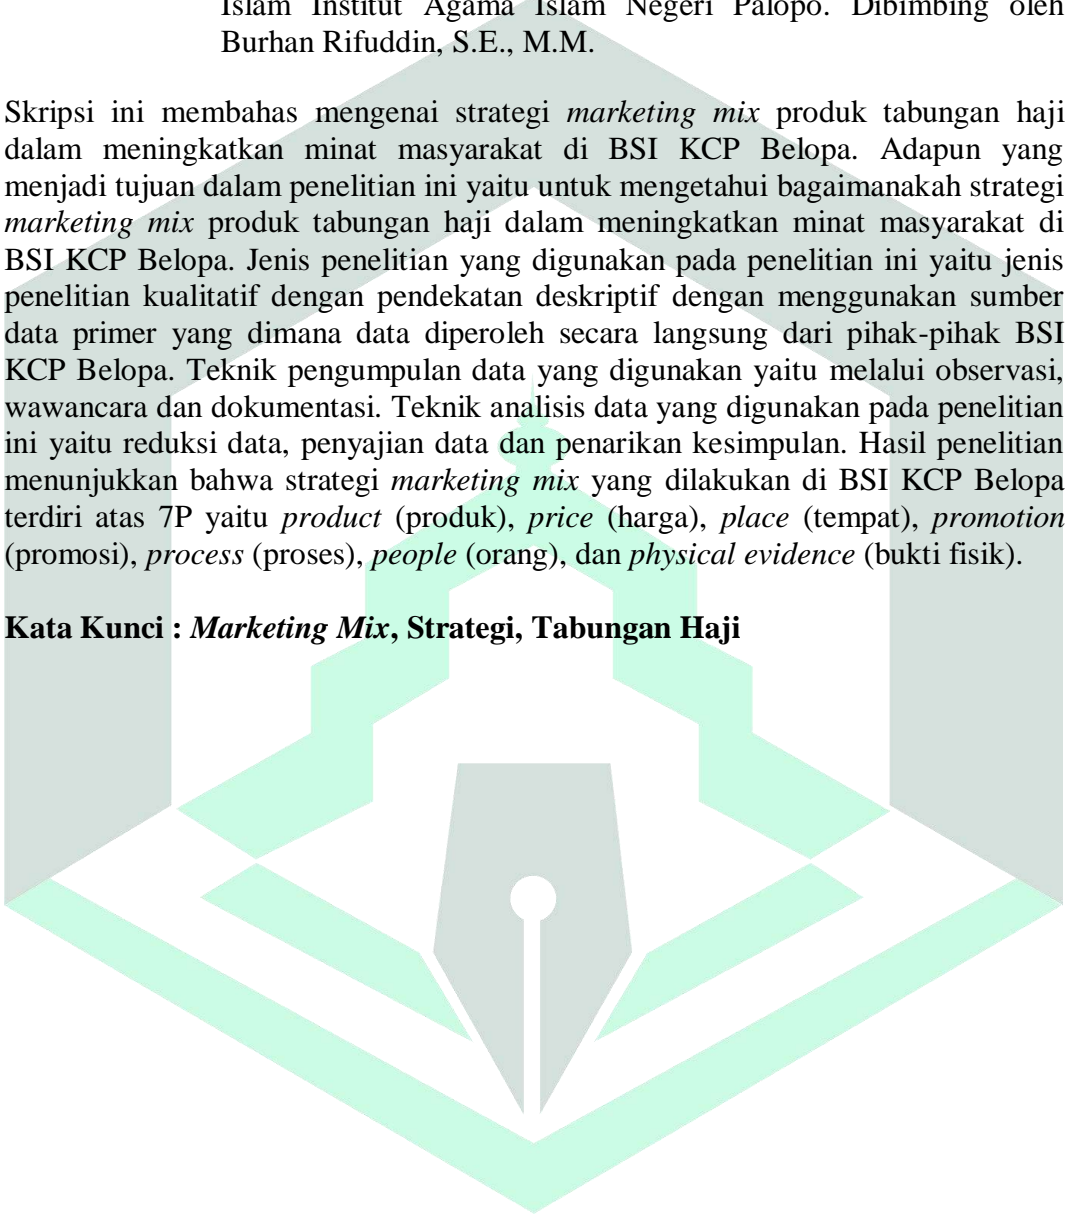 Islam Institut Agama Islam Negeri Palopo. Dibimbing oleh
Burhan Rifuddin, S.E., M.M.
Skripsi ini membahas mengenai strategi marketing mix produk tabungan haji
dalam meningkatkan minat masyarakat di BSI KCP Belopa. Adapun yang
menjadi tujuan dalam penelitian ini yaitu untuk mengetahui bagaimanakah strategi
marketing mix produk tabungan haji dalam meningkatkan minat masyarakat di
BSI KCP Belopa. Jenis penelitian yang digunakan pada penelitian ini yaitu jenis
penelitian kualitatif dengan pendekatan deskriptif dengan menggunakan sumber
data primer yang dimana data diperoleh secara langsung dari pihak-pihak BSI
KCP Belopa. Teknik pengumpulan data yang digunakan yaitu melalui observasi,
wawancara dan dokumentasi. Teknik analisis data yang digunakan pada penelitian
ini yaitu reduksi data, penyajian data dan penarikan kesimpulan. Hasil penelitian
menunjukkan bahwa strategi marketing mix yang dilakukan di BSI KCP Belopa
terdiri atas 7P yaitu product (produk), price (harga), place (tempat), promotion
(promosi), process (proses), people (orang), dan physical evidence (bukti fisik).
Kata Kunci : Marketing Mix, Strategi, Tabungan Haji